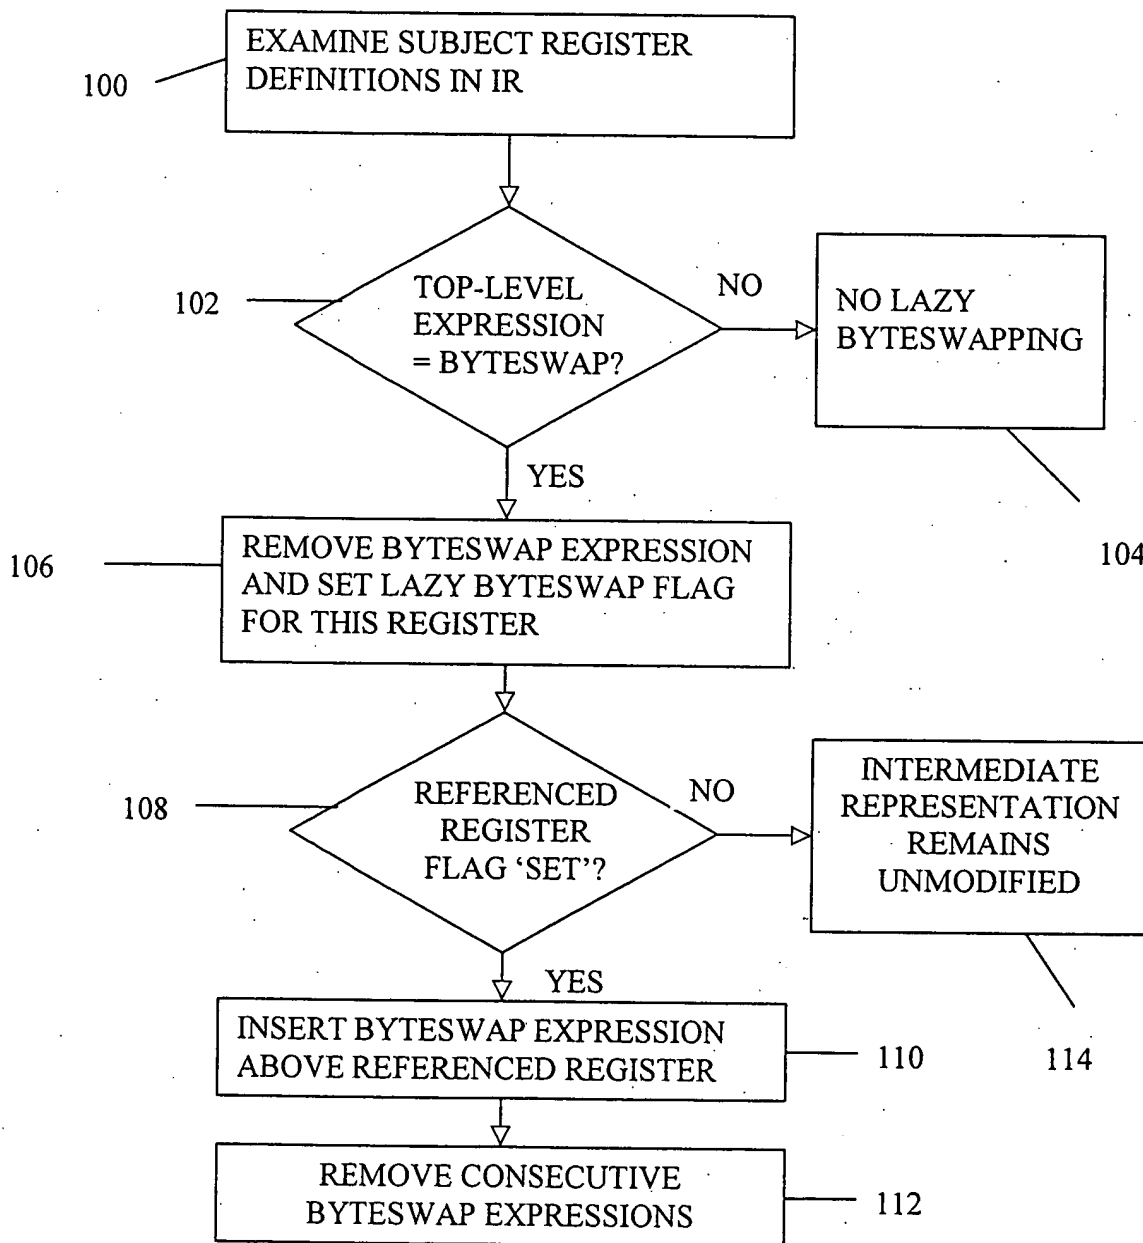 EXAMINE SUBJECT REGISTER
DEFINITIONS IN IR
100
TOP-LEVEL
EXPRESSION
= BYTESWAP?
102
NO
NO LAZY
BYTESWAPPING
104
YES
REMOVE BYTESWAP EXPRESSION
AND SET LAZY BYTESWAP FLAG
FOR THIS REGISTER
106
REFERENCED
REGISTER
FLAG ‘SET’?
108
NO
INTERMEDIATE
REPRESENTATION
REMAINS
UNMODIFIED
114
YES
INSERT BYTESWAP EXPRESSION
ABOVE REFERENCED REGISTER
110
REMOVE CONSECUTIVE
BYTESWAP EXPRESSIONS
112